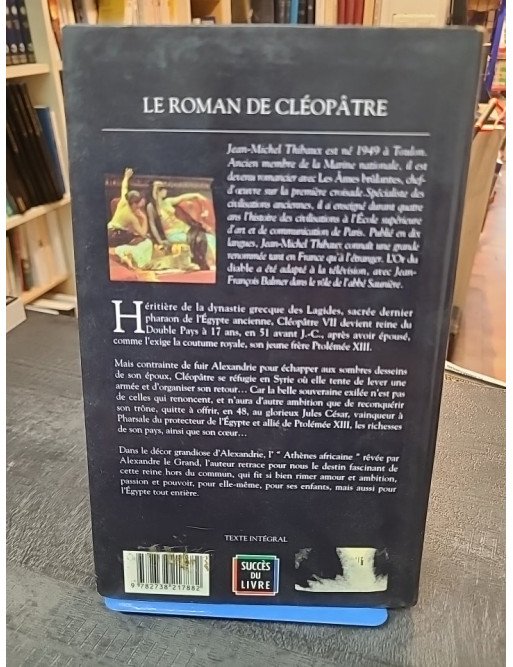 LE ROMAN DE CLÉOPÂTRE
Jean-Michel Thibaux est né 1949 à Toulon.
Ancien membre de la Marine nationale, il est
devenu romancier avec Les Âmes brûlantes, chef-
d'œuvre sur la première croisade. Spécialiste des
civilisations anciennes, il a enseigné durant quatre
ans l'histoire des civilisations à l'École supérieure
d'art et de communication de Paris. Publié en dix
langues, Jean-Michel Thibaux connaît une grande
renommée tant en France qu'à l'étranger. L'Or du
diable a été adapté à la télévision, avec Jean-
François Balmer dans le rôle de l'abbé Saunière.
Héritière de la dynastie grecque des Lagides, sacrée dernier
pharaon de l'Égypte ancienne, Cléopâtre VII devient reine du
Double Pays à 17 ans, en 51 avant J.-C., après avoir épousé,
comme l'exige la coutume royale, son jeune frère Ptolémée XIII.
Mais contrainte de fuir Alexandrie pour échapper aux sombres desseins
de son époux, Cléopâtre se réfugie en Syrie où elle tente de lever une
armée et d'organiser son retour... Car la belle souveraine exilée n'est pas
de celles qui renoncent, et n'aura d'autre ambition que de reconquérir
son trône, quitte à offrir, en 48, au glorieux Jules César, vainqueur à
Pharsale du protecteur de l'Égypte et allié de Ptolémée XIII, les richesses
de son pays, ainsi que son cœur...
Dans le décor grandiose d'Alexandrie, l' " Athènes africaine " rêvée par
Alexandre le Grand, l'auteur retrace pour nous le destin fascinant de
cette reine hors du commun, qui fit si bien rimer amour et ambition,
passion et pouvoir, pour elle-même, pour ses enfants, mais aussi pour
l'Égypte tout entière.
TEXTE INTÉGRAL
9 782738 217882
SUCCÈS
DU
LIVRE